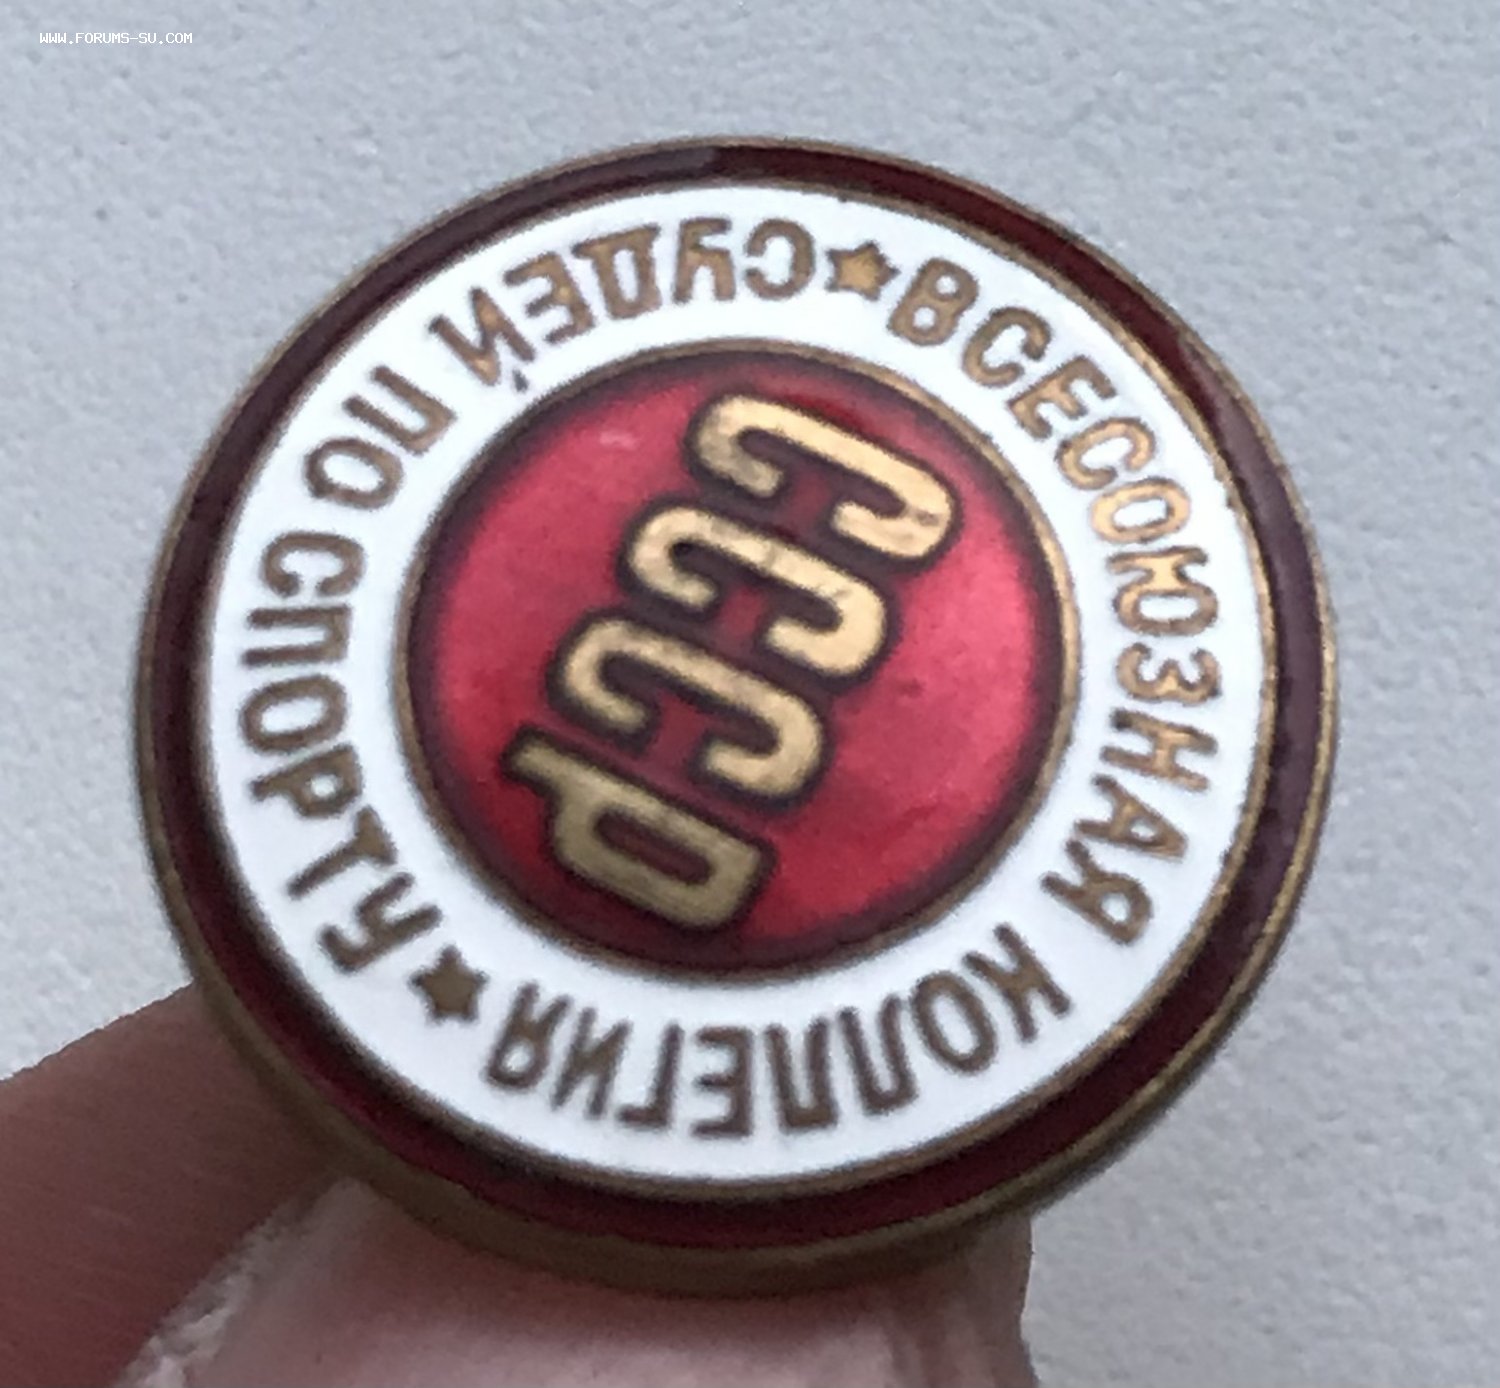 WWW.FORUMS-SU.COM
ВСЕСОЮЗНАЯ КОЛЛЕГИЯ ★ СУДЕЙ ПО СПОРТУ ★
СССР